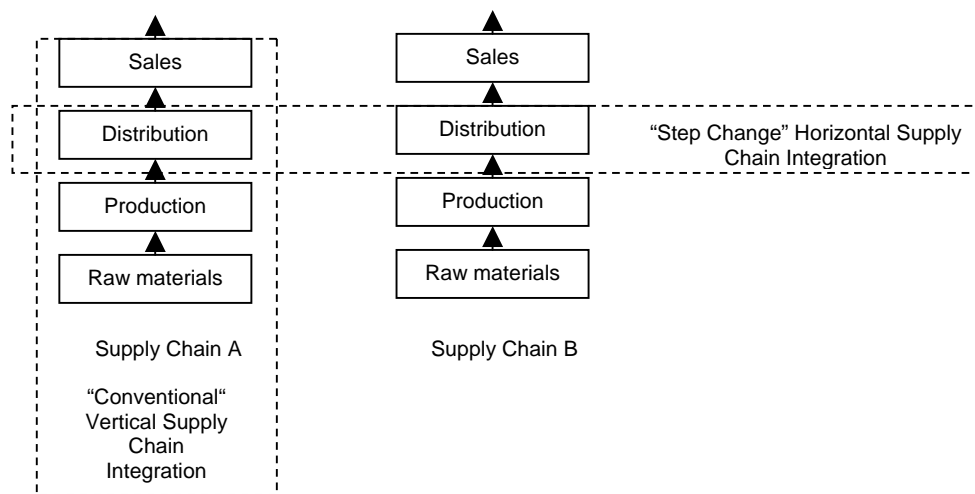 Sales
Distribution
Production
Raw materials
Supply Chain A
“Conventional“
Vertical Supply
Chain
Integration
Sales
Distribution
Production
Raw materials
Supply Chain B
“Step Change” Horizontal Supply
Chain Integration